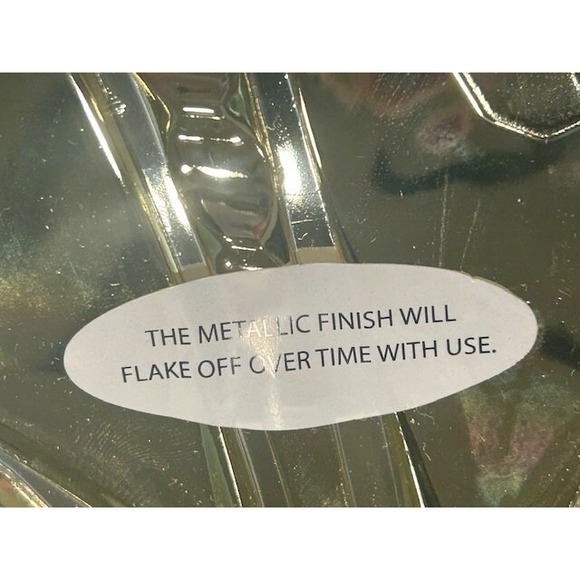 THE METALLIC FINISH WILL
FLAKE OFF OVER TIME WITH USE.